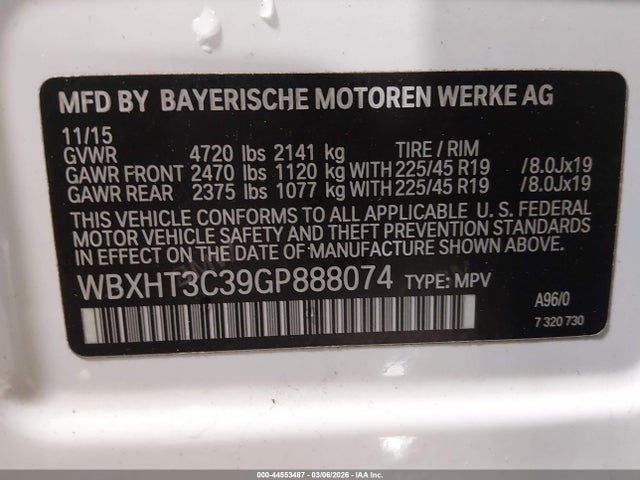 MFD BY BAYERISCHE MOTOREN WERKE AG
11/15
GVWR 4720 lbs 2141 kg TIRE / RIM
GAWR FRONT 2470 lbs 1120 kg WITH 225/45 R19 /8.0Jx19
GAWR REAR 2375 lbs 1077 kg WITH 225/45 R19 /8.0Jx19
THIS VEHICLE CONFORMS TO ALL APPLICABLE U. S. FEDERAL
MOTOR VEHICLE SAFETY AND THEFT PREVENTION STANDARDS
IN EFFECT ON THE DATE OF MANUFACTURE SHOWN ABOVE.
WBXHT3C39GP888074 TYPE: MPV
A96/0
7 320 730
000-44553487 - 03/06/2026 - IAA Inc.